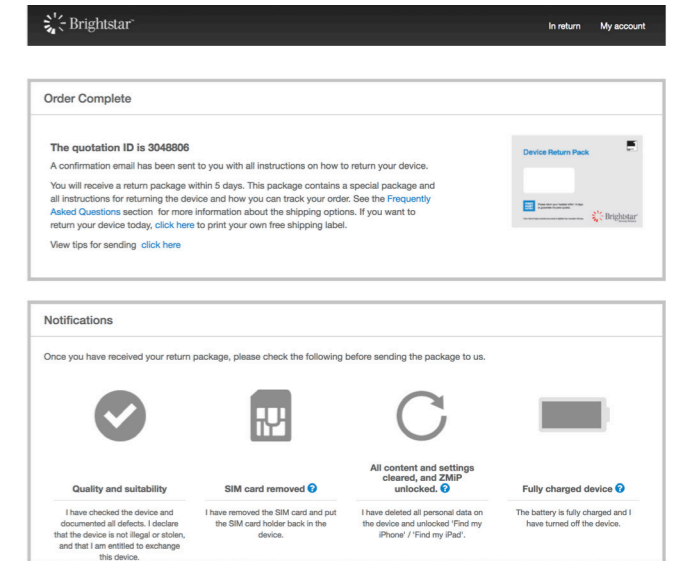 Brightstar
In return My account
Order Complete
The quotation ID is 3048806
A confirmation email has been sent to you with all instructions on how to return your device.
You will receive a return package within 5 days. This package contains a special package and
all instructions for returning the device and how you can track your order. See the Frequently
Asked Questions section for more information about the shipping options. If you want to
return your device today, click here to print your own free shipping label.
View tips for sending click here
Device Return Pack
Brightstar
Notifications
Once you have received your return package, please check the following before sending the package to us.
Quality and suitability
I have checked the device and
documented all defects. I declare
that the device is not illegal or stolen,
and that I am entitled to exchange
this device.
SIM card removed ?
I have removed the SIM card and put
the SIM card holder back in the
device.
All content and settings
cleared, and ZMiP
unlocked. ?
I have deleted all personal data on
the device and unlocked 'Find my
iPhone' / 'Find my iPad'.
Fully charged device ?
The battery is fully charged and I
have turned off the device.